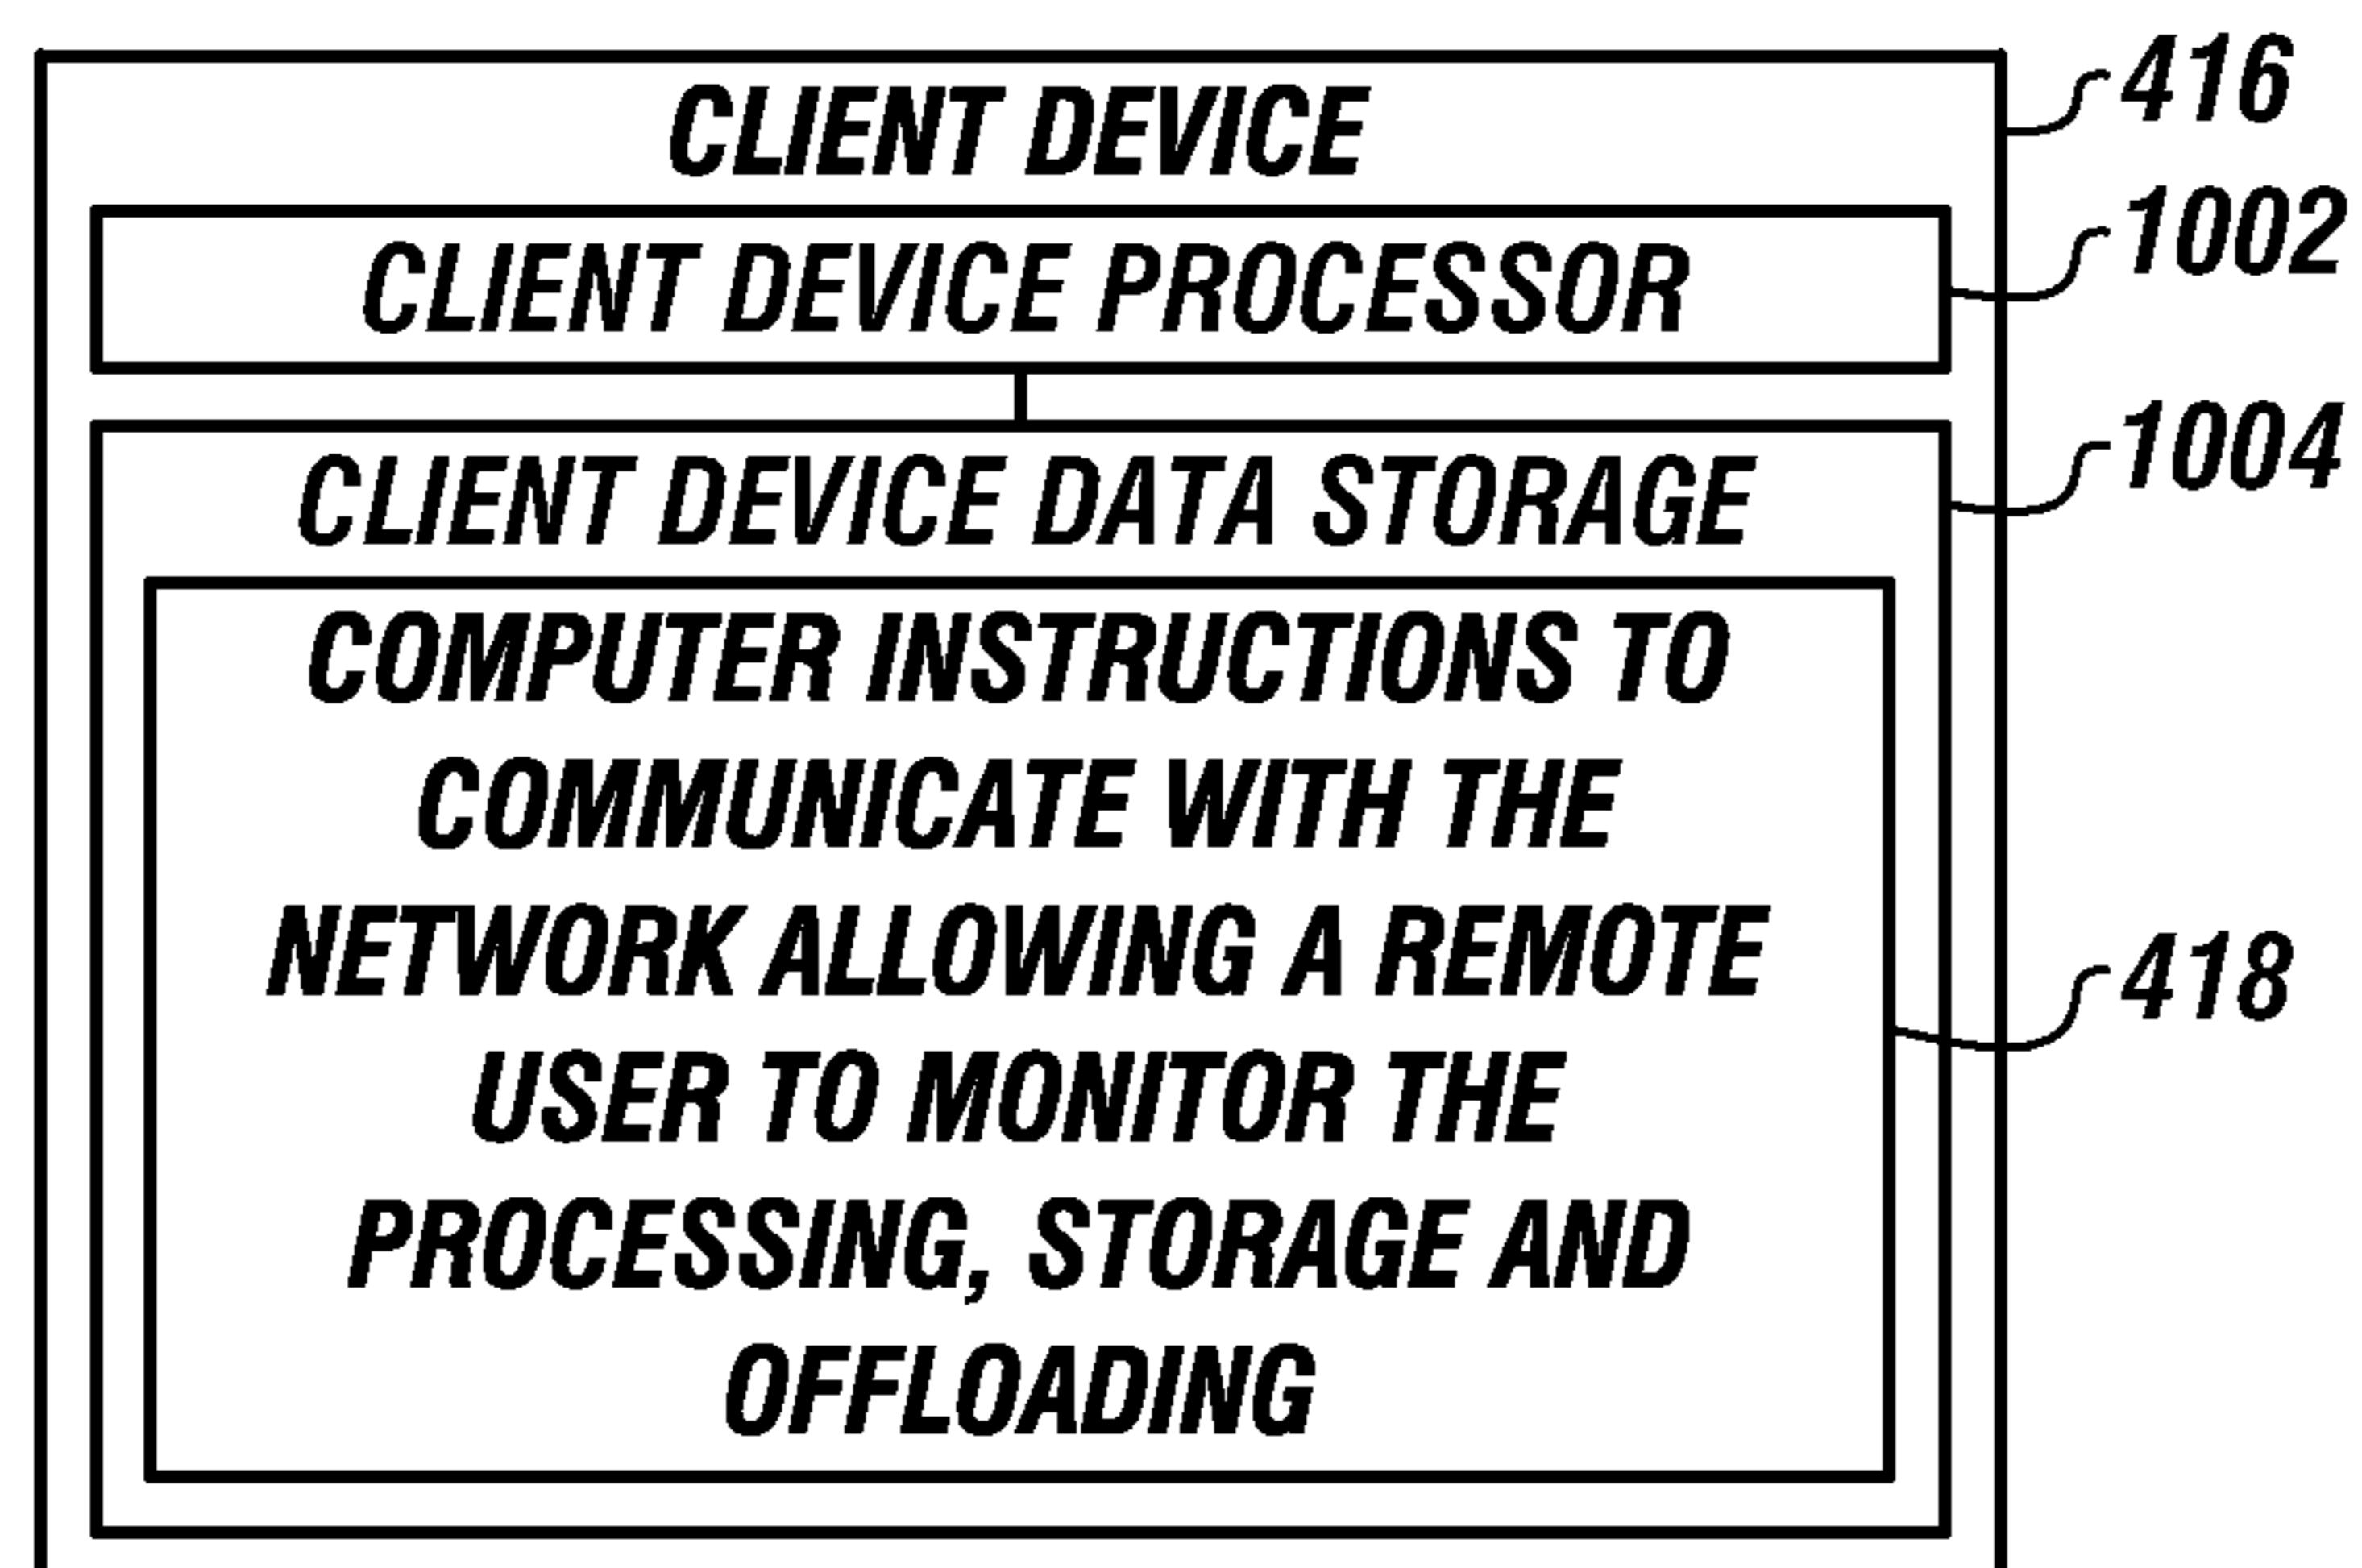 CLIENT DEVICE
416
CLIENT DEVICE PROCESSOR
1002
CLIENT DEVICE DATA STORAGE
1004
COMPUTER INSTRUCTIONS TO
COMMUNICATE WITH THE
NETWORK ALLOWING A REMOTE
418
USER TO MONITOR THE
PROCESSING, STORAGE AND
OFFLOADING